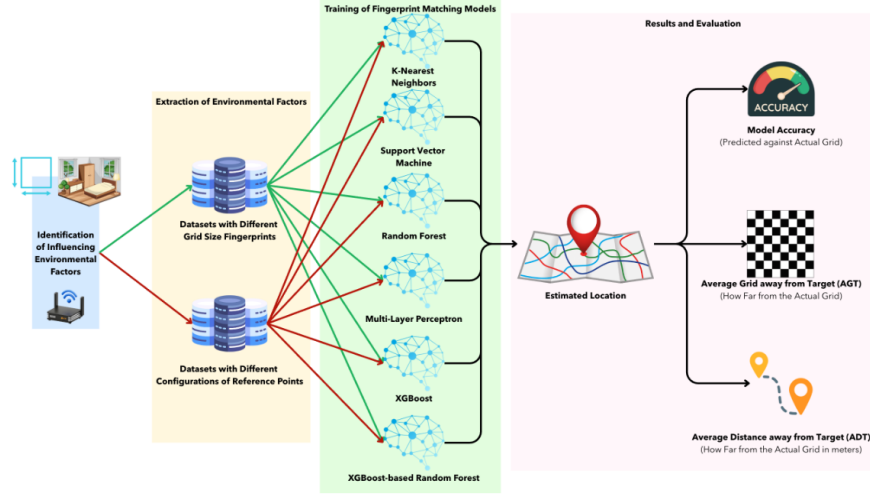 Identification
of Influencing
Environmental
Factors
Extraction of Environmental Factors
Datasets with Different
Grid Size Fingerprints
Datasets with Different
Configurations of Reference Points
Training of Fingerprint Matching Models
K-Nearest
Neighbors
Support Vector
Machine
Random Forest
Multi-Layer Perceptron
XGBoost
XGBoost-based Random Forest
Estimated Location
Results and Evaluation
ACCURACY
Model Accuracy
(Predicted against Actual Grid)
Average Grid away from Target (AGT)
(How Far from the Actual Grid)
Average Distance away from Target (ADT)
(How Far from the Actual Grid in meters)